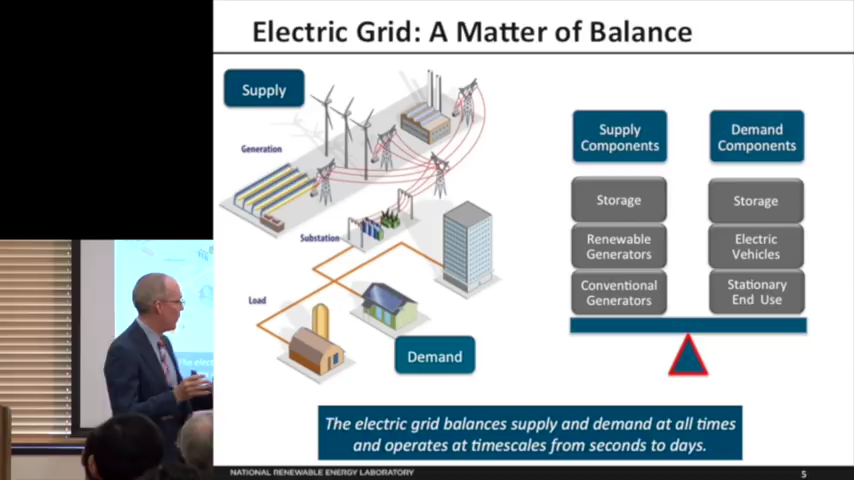 Electric Grid: A Matter of Balance
Supply
Generation
Substation
Load
Demand
Supply
Components
Storage
Renewable
Generators
Conventional
Generators
Demand
Components
Storage
Electric
Vehicles
Stationary
End Use
The electric grid balances supply and demand at all times
and operates at timescales from seconds to days.
NATIONAL RENEWABLE ENERGY LABORATORY
5
The elect